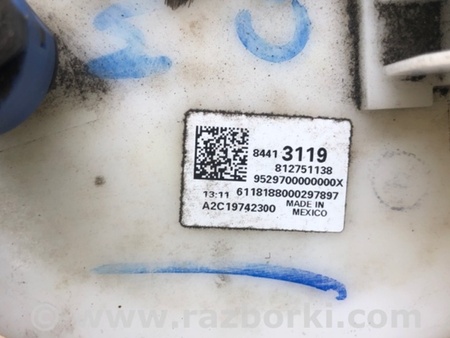 8441 3119
812751138
9529700000000X
13:11 6118188000297897
A2C19742300 MADE IN
MEXICO
© www.razborki.com